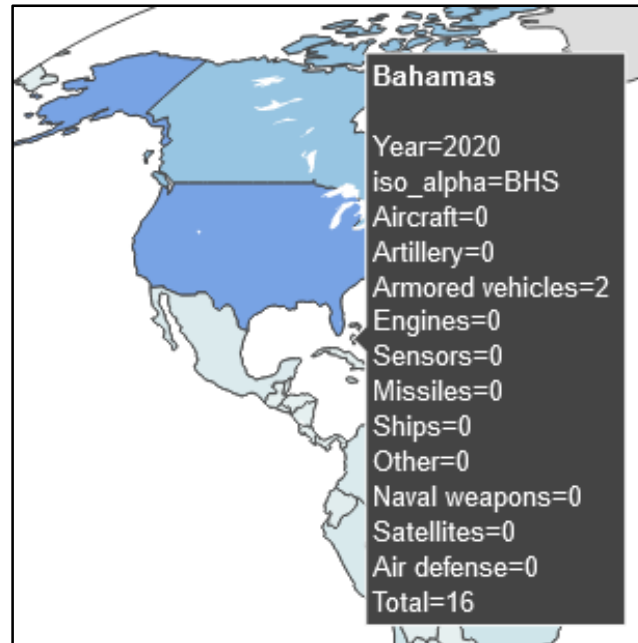 Bahamas
Year=2020
iso_alpha=BHS
Aircraft=0
Artillery=0
Armored vehicles=2
Engines=0
Sensors=0
Missiles=0
Ships=0
Other=0
Naval weapons=0
Satellites=0
Air defense=0
Total=16